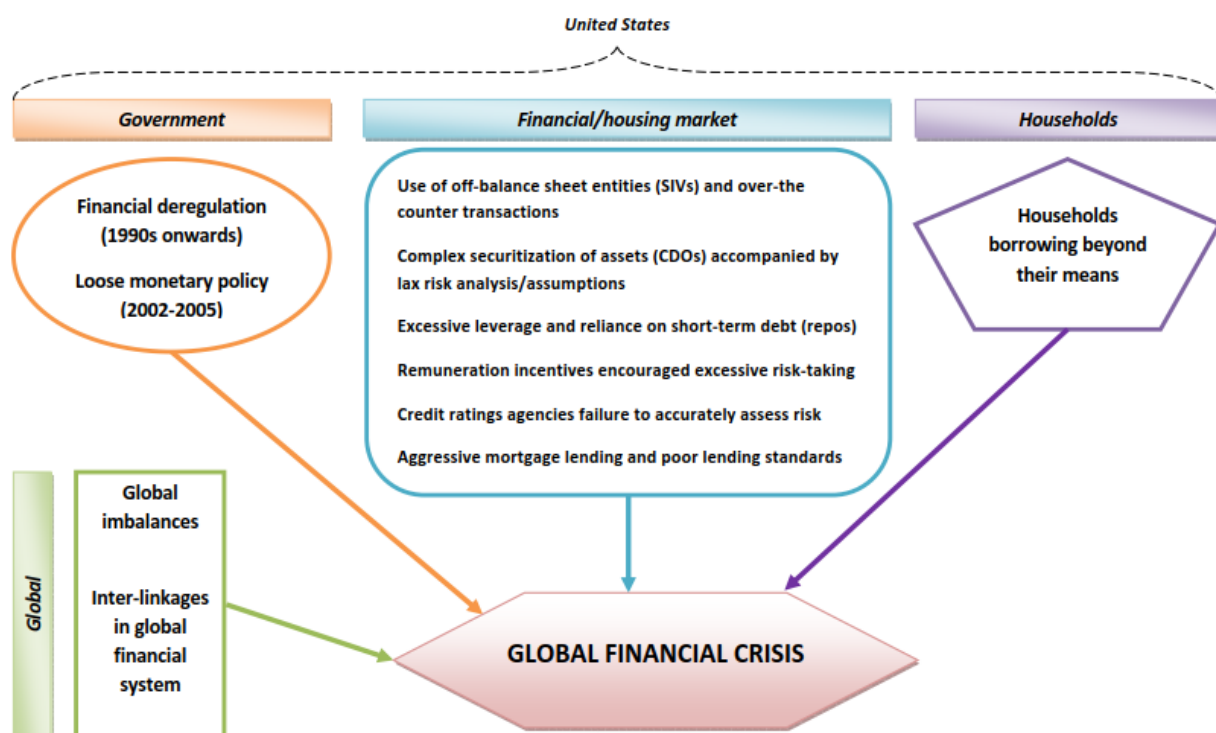 United States
Government
Financial/housing market
Households
Financial deregulation
(1990s onwards)
Loose monetary policy
(2002-2005)
Use of off-balance sheet entities (SIVs) and over-the
counter transactions
Complex securitization of assets (CDOs) accompanied by
lax risk analysis/assumptions
Excessive leverage and reliance on short-term debt (repos)
Remuneration incentives encouraged excessive risk-taking
Credit ratings agencies failure to accurately assess risk
Aggressive mortgage lending and poor lending standards
Households
borrowing beyond
their means
Global
Global
imbalances
Inter-linkages
in global
financial
system
GLOBAL FINANCIAL CRISIS